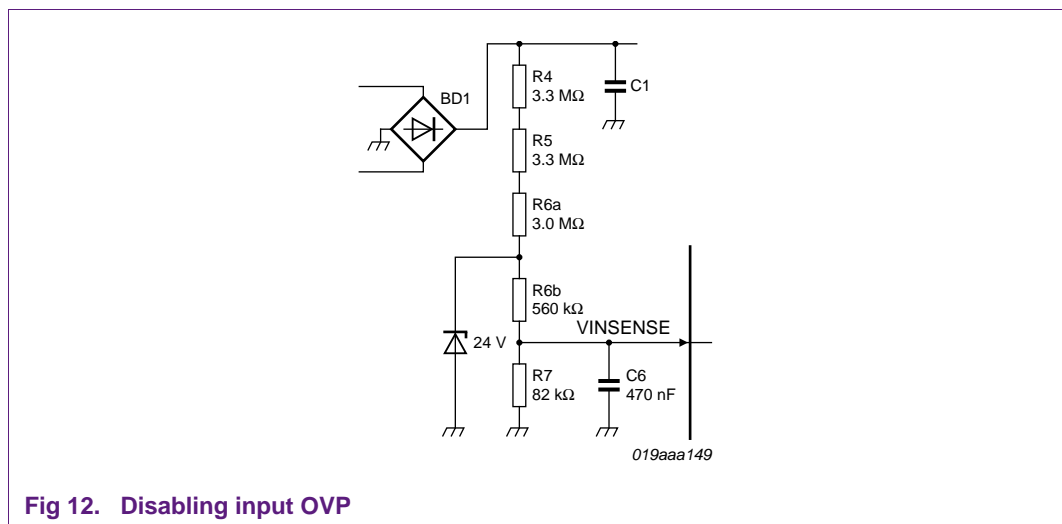 R4
3.3 MΩ
C1
BD1
R5
3.3 MΩ
R6a
3.0 MΩ
R6b
560 kΩ
VINSENSE
24 V
R7
82 kΩ
C6
470 nF
019aaa149
Fig 12. Disabling input OVP